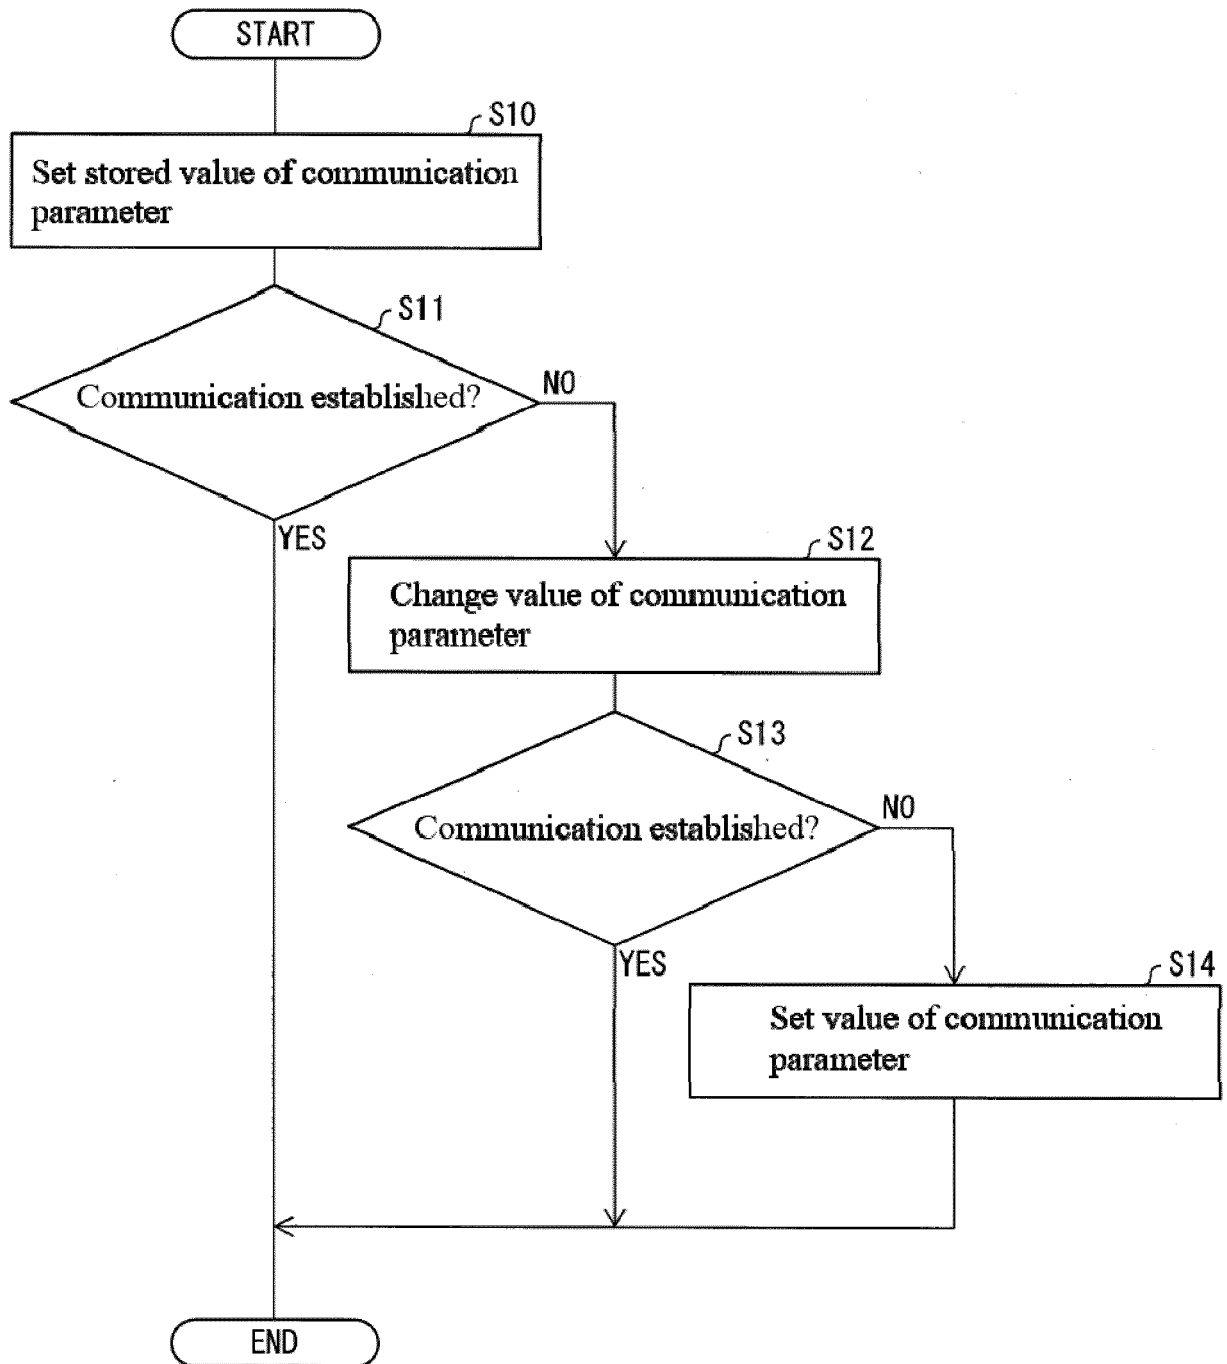 START
S10
Set stored value of communication
parameter
S11
Communication established?
NO
YES
S12
Change value of communication
parameter
S13
Communication established?
NO
YES
S14
Set value of communication
parameter
END